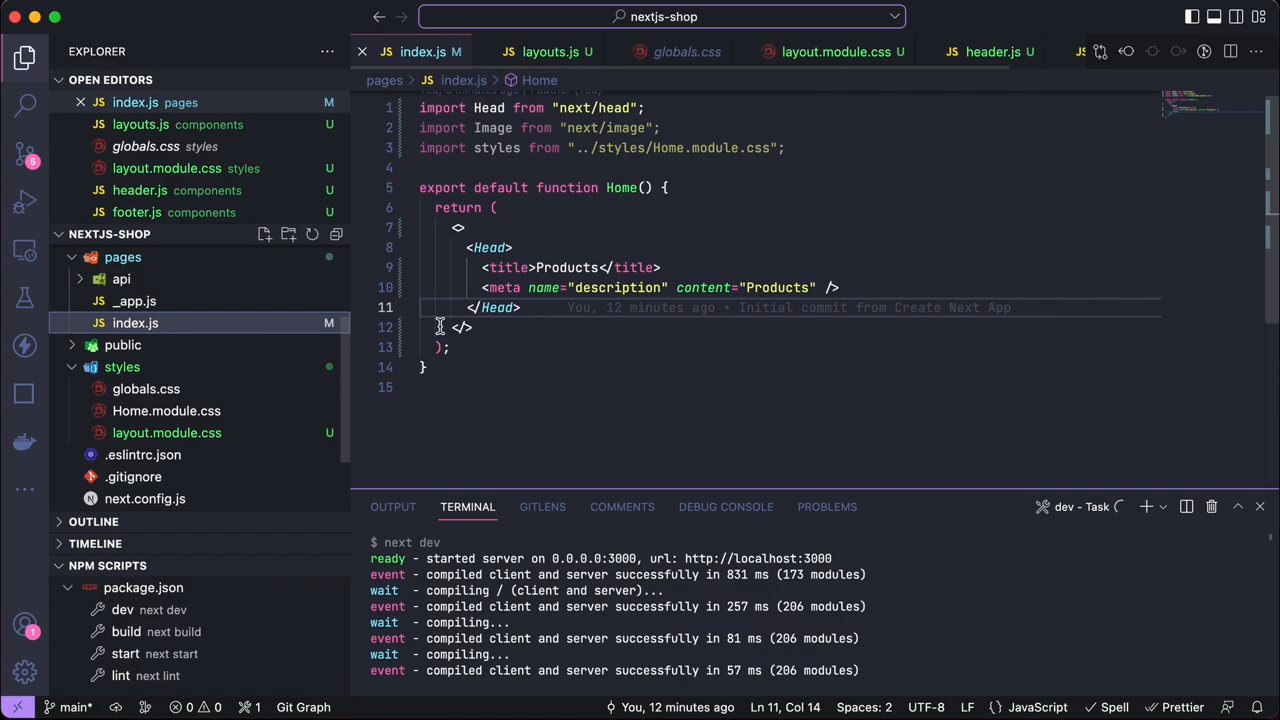 nextjs-shop
EXPLORER
index.js M
layouts.js U
globals.css
layout.module.css U
header.js U
OPEN EDITORS
pages
index.js
Home
index.js pages M
layouts.js components U
globals.css styles
layout.module.css styles U
header.js components U
footer.js components U
NEXTJS-SHOP
pages
api
_app.js
index.js M
public
styles
globals.css
Home.module.css
layout.module.css U
.eslintrc.json
.gitignore
next.config.js
OUTLINE
TIMELINE
NPM SCRIPTS
package.json
dev next dev
build next build
start next start
lint next lint
5
1
1 import Head from "next/head";
2 import Image from "next/image";
3 import styles from "../styles/Home.module.css";
4
5 export default function Home() {
6 return (
7 <>
8 <Head>
9 <title>Products</title>
10 <meta name="description" content="Products" />
11 </Head> You, 12 minutes ago • Initial commit from Create Next App
12 </>
13 );
14 }
15
OUTPUT TERMINAL GITLENS COMMENTS DEBUG CONSOLE PROBLEMS
dev - Task
$ next dev
ready - started server on 0.0.0.0:3000, url: http://localhost:3000
event - compiled client and server successfully in 831 ms (173 modules)
wait - compiling / (client and server)...
event - compiled client and server successfully in 257 ms (206 modules)
wait - compiling...
event - compiled client and server successfully in 81 ms (206 modules)
wait - compiling...
event - compiled client and server successfully in 57 ms (206 modules)
main* 0 0 1 Git Graph You, 12 minutes ago Ln 11, Col 14 Spaces: 2 UTF-8 LF {} JavaScript Spell Prettier